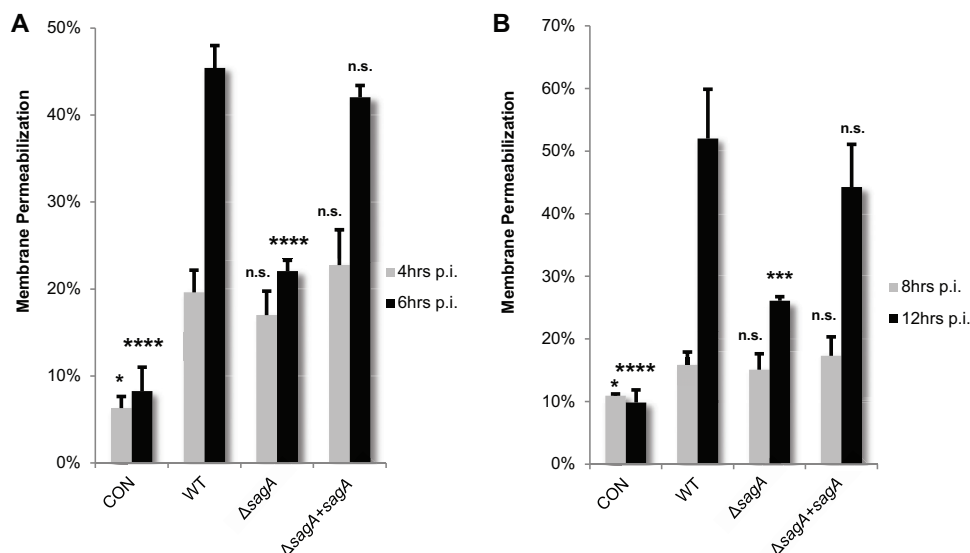 A
Membrane Permeabilization
50%
40%
30%
20%
10%
0%
*
****
n.s.
****
n.s.
n.s.
CON
WT
ΔsagA
ΔsagA+sagA
4hrs p.i.
6hrs p.i.
B
Membrane Permeabilization
70%
60%
50%
40%
30%
20%
10%
0%
*
****
n.s.
***
n.s.
n.s.
CON
WT
ΔsagA
ΔsagA+sagA
8hrs p.i.
12hrs p.i.